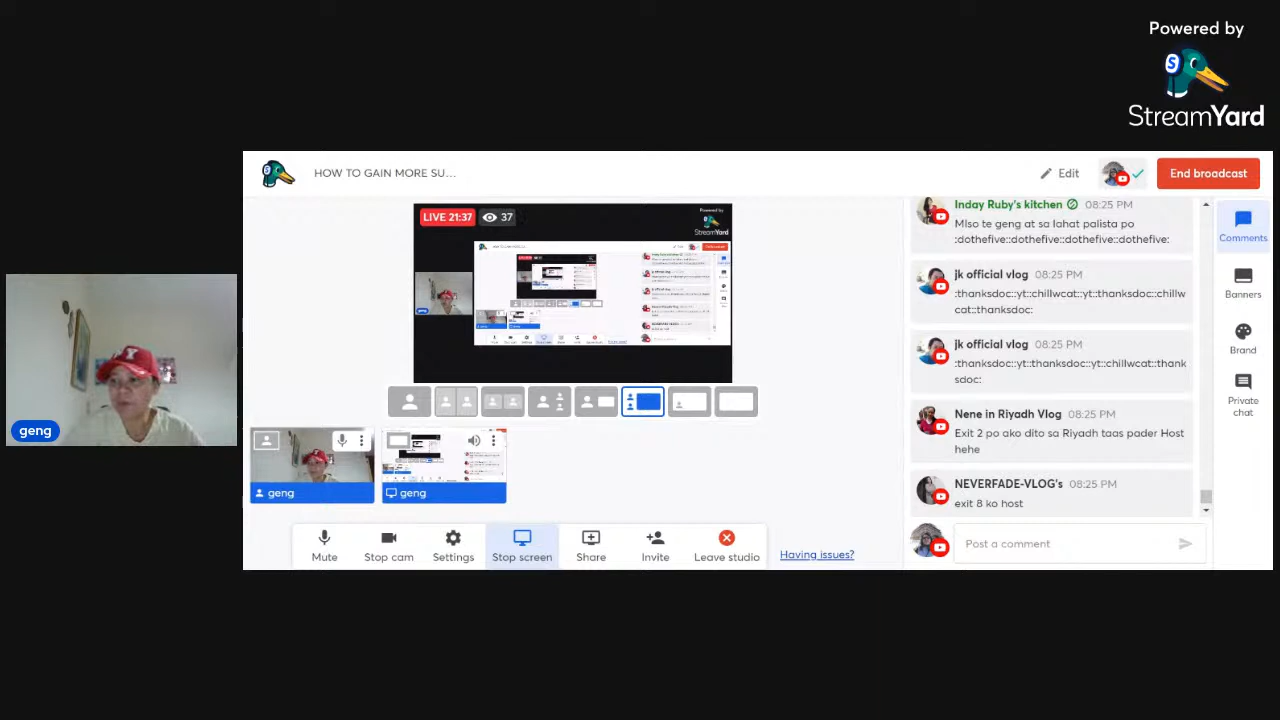 Powered by
StreamYard
HOW TO GAIN MORE SU...
Edit
End broadcast
LIVE 21:37
37
Powered by
StreamYard
geng
Inday Ruby's kitchen 08:25 PM
Mlso te geng at sa lahat palista po
:dothefive::dothefive::dothefive:dothefive:
jk official vlog 08:25 PM
:thanksdoc::yt::chillwcat::thanksdoc::chillw
cat::thanksdoc:
jk official vlog 08:25 PM
:thanksdoc::yt::thanksdoc::yt::chillwcat::thank
sdoc:
Nene in Riyadh Vlog 08:25 PM
Exit 2 po ako dito sa Riyadh taas pader Host
hehe
NEVERFADE-VLOG's 08:25 PM
exit 8 ko host
Post a comment
Comments
Banners
Brand
Private
chat
geng
geng
Mute
Stop cam
Settings
Stop screen
Share
Invite
Leave studio
Having issues?